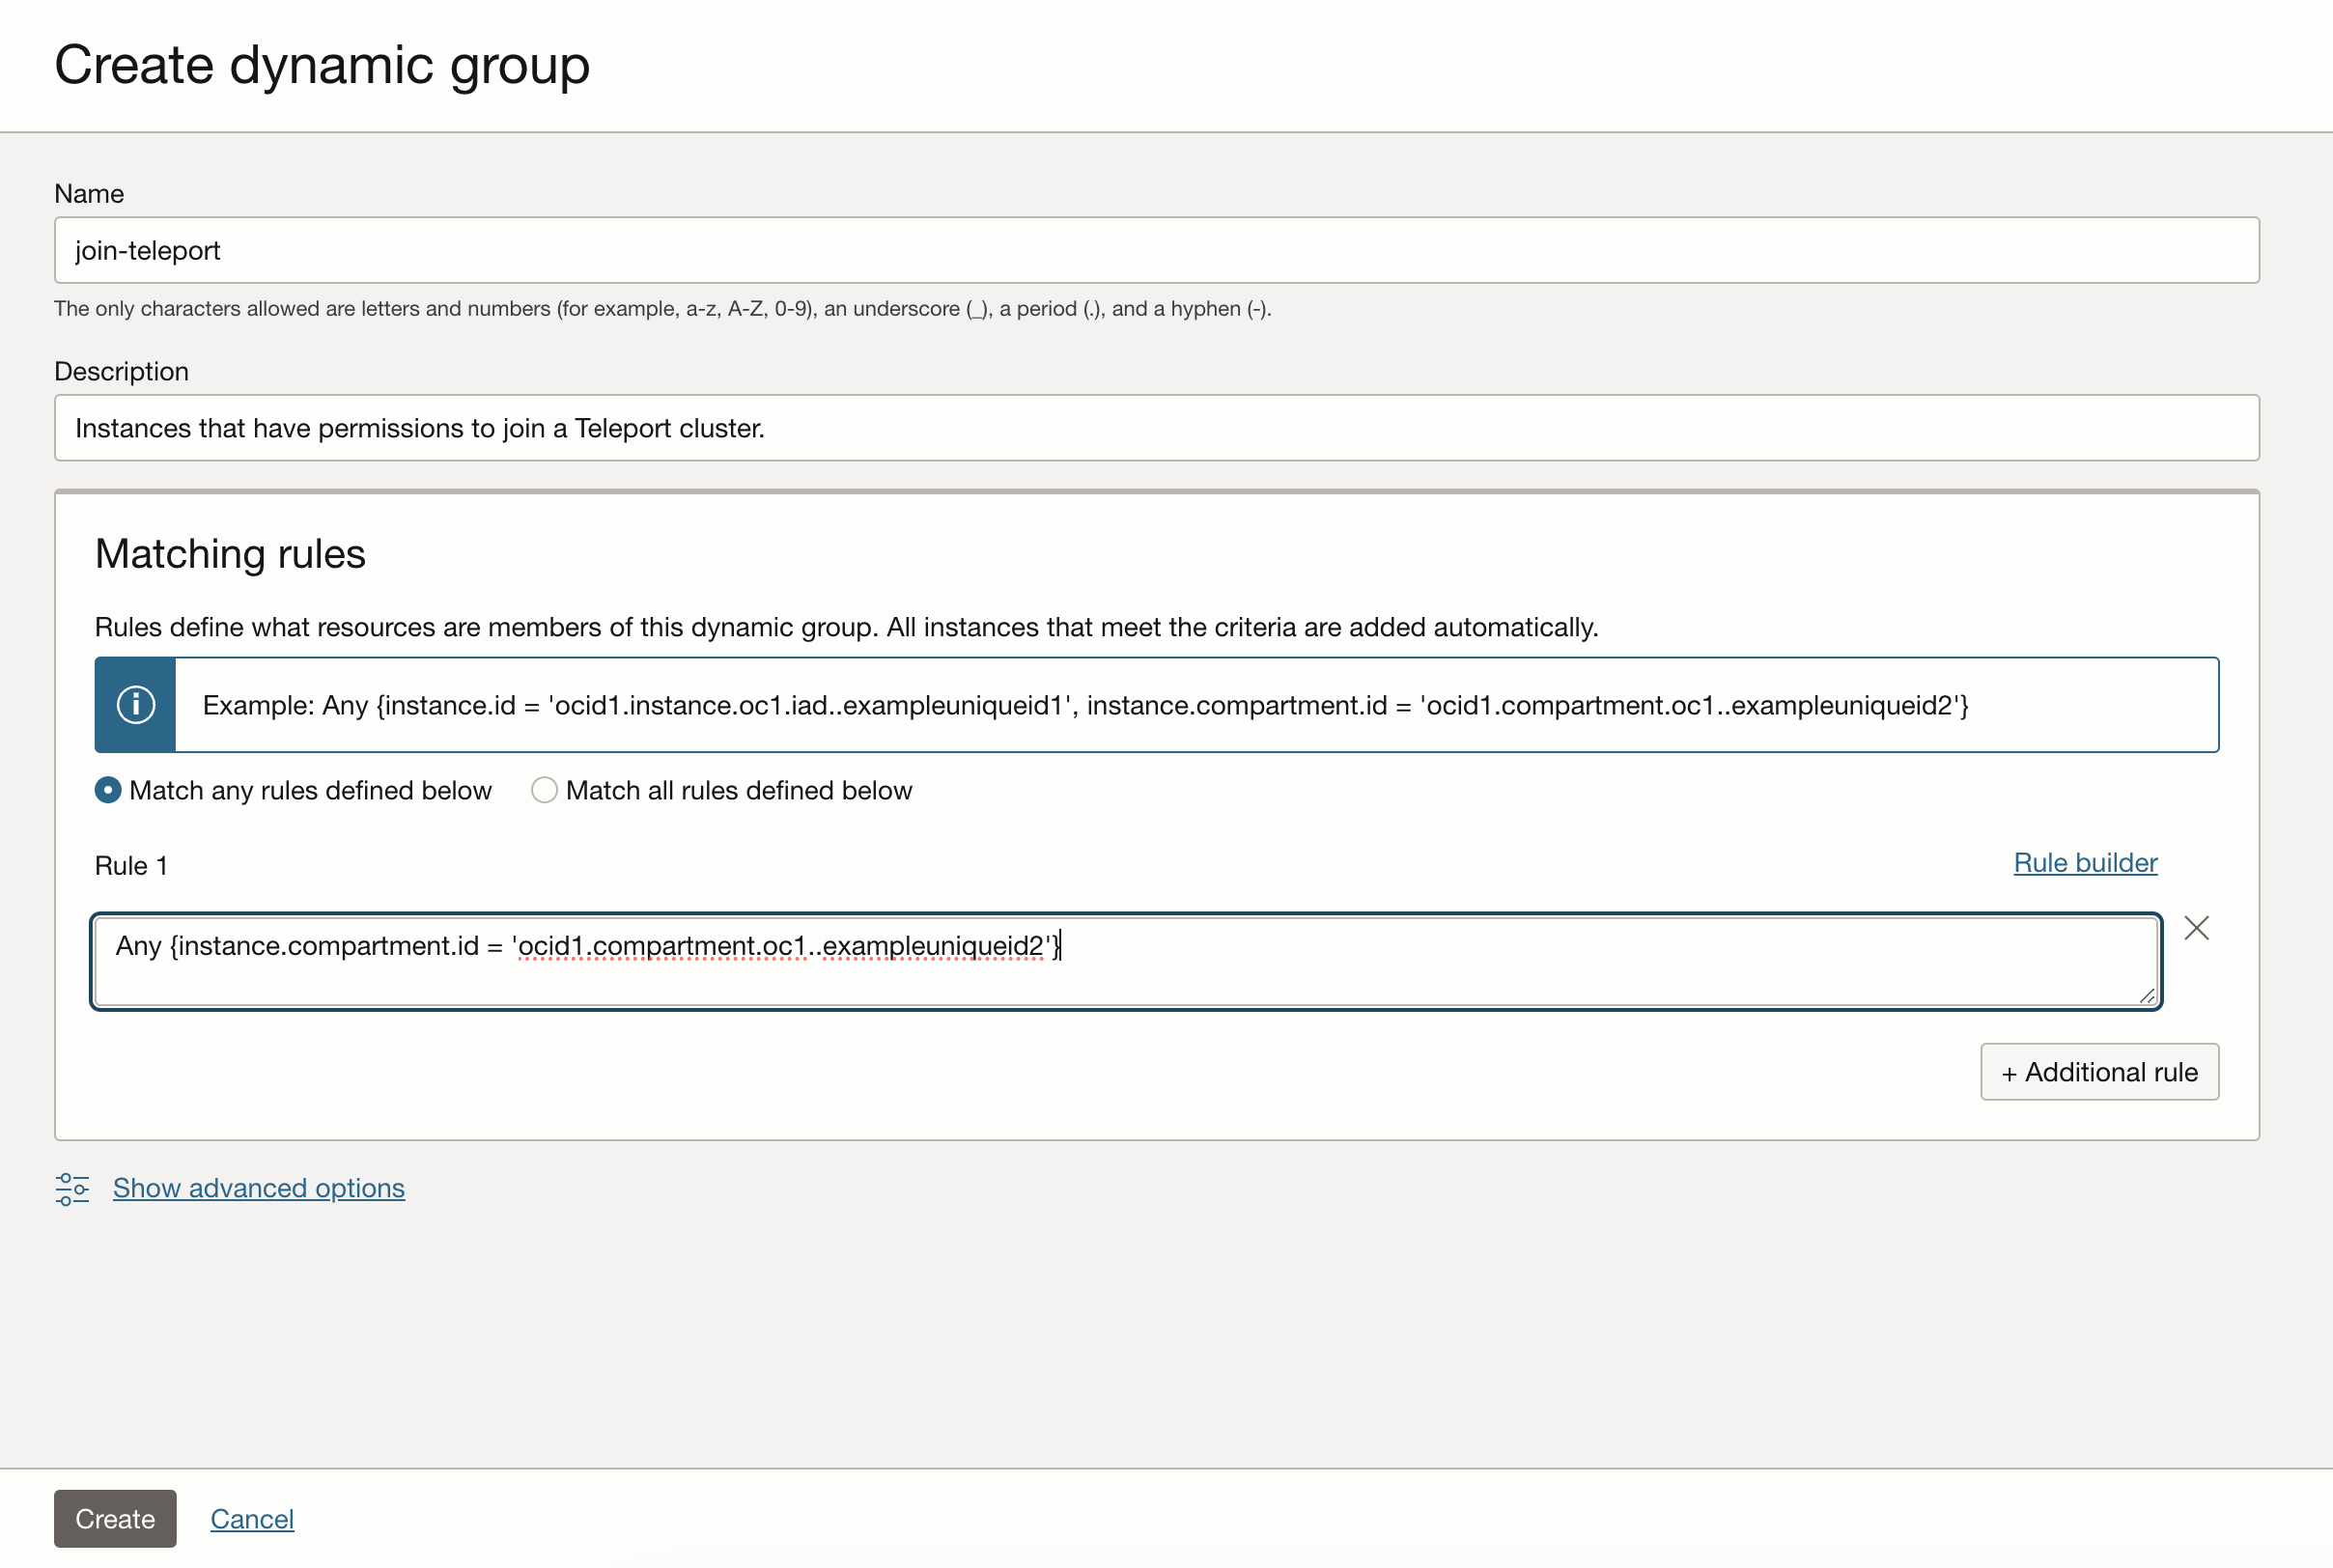 Create dynamic group
Name
join-teleport
The only characters allowed are letters and numbers (for example, a-z, A-Z, 0-9), an underscore (_), a period (.), and a hyphen (-).
Description
Instances that have permissions to join a Teleport cluster.
Matching rules
Rules define what resources are members of this dynamic group. All instances that meet the criteria are added automatically.
Example: Any {instance.id = 'ocid1.instance.oc1.iad..exampleuniqueid1', instance.compartment.id = 'ocid1.compartment.oc1..exampleuniqueid2'}
Match any rules defined below Match all rules defined below
Rule 1 Rule builder
Any {instance.compartment.id = 'ocid1.compartment.oc1..exampleuniqueid2'}
+ Additional rule
Show advanced options
Create Cancel